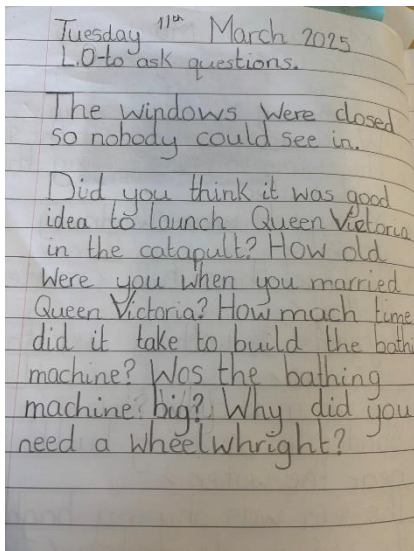 Tuesday 11th March 2025
L.O-to ask questions.
The windows were closed
so nobody could see in.
Did you think it was good
idea to launch Queen Victoria
in the catapult? How old
were you when you married
Queen Victoria? How much time
did it take to build the bathi
machine? Was the bathing
machine big? Why did you
need a wheelwhright?